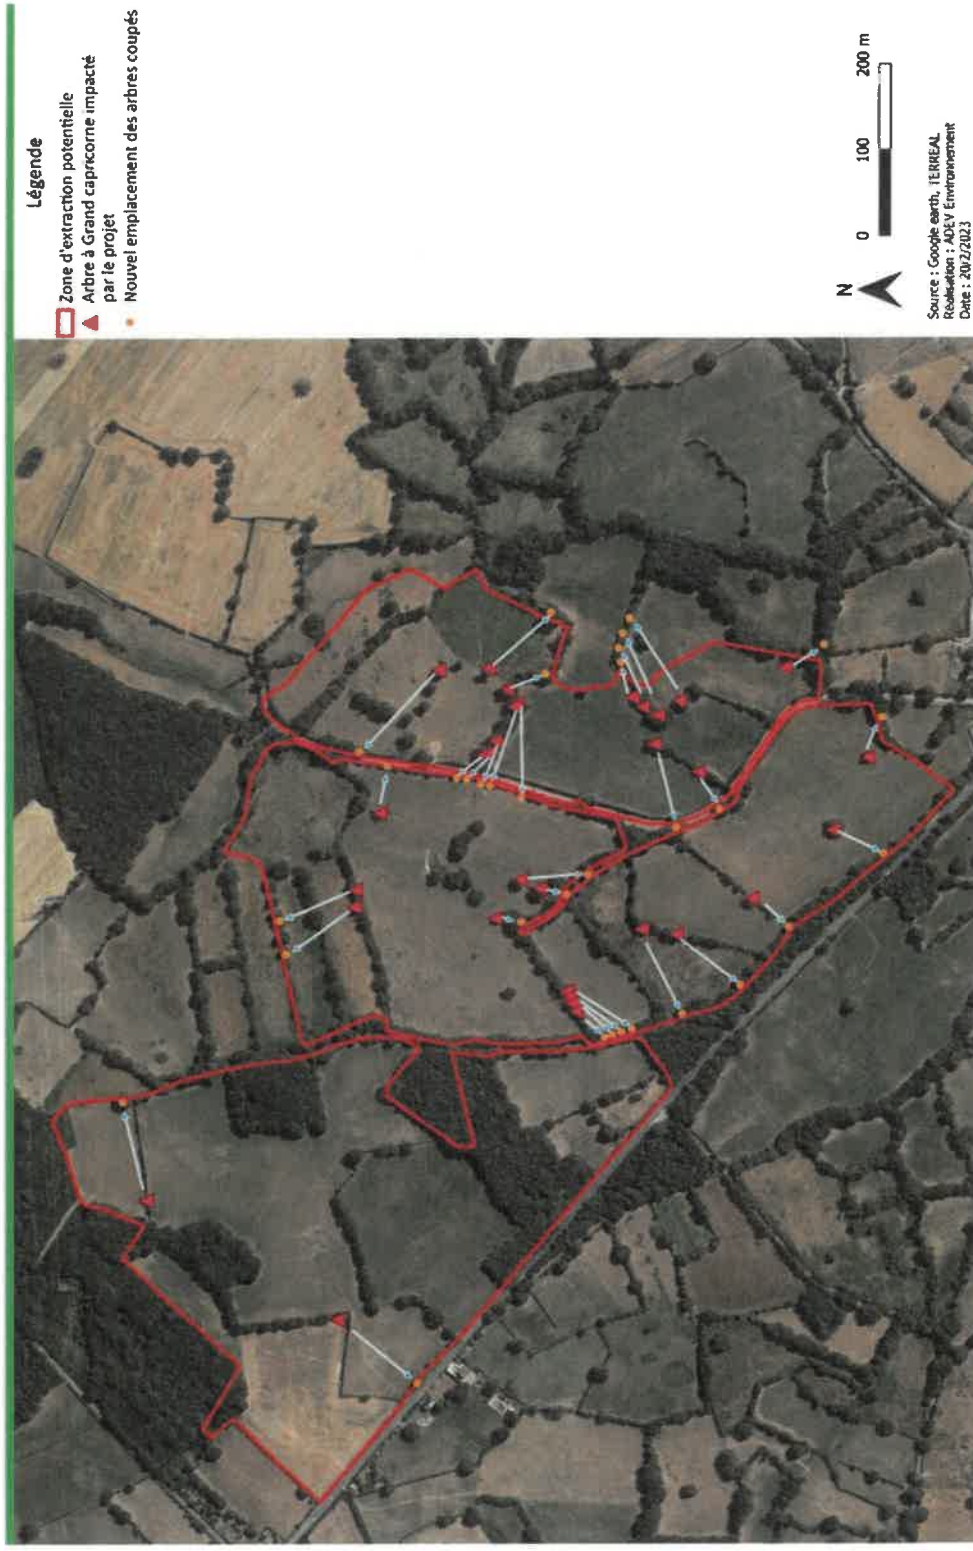 Légende
Zone d'extraction potentielle
Arbre à Grand capricorne impacté
par le projet
Nouvel emplacement des arbres coupés
N
0 100 200 m
Source : Google earth, TERREAL
Réalisation : ADEV Environnement
Date : 20/2/2023